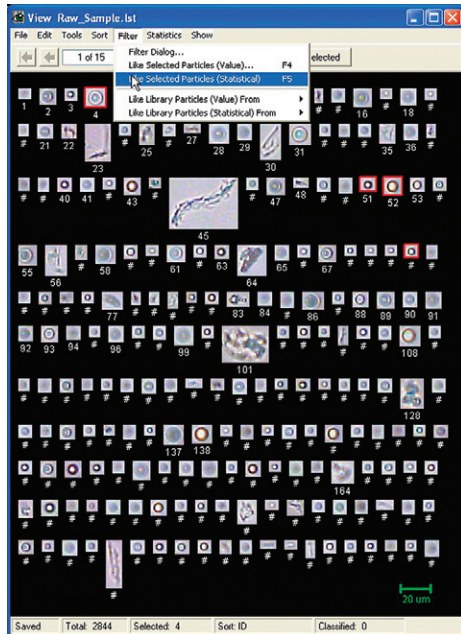 View Raw_Sample.lst
File Edit Tools Sort Filter Statistics Show
1 of 15
elected
Filter Dialog...
Like Selected Particles (Value)... F4
Like Selected Particles (Statistical) F5
Like Library Particles (Value) From
Like Library Particles (Statistical) From
1 2 3 4 # # 16 # 18 #
# 21 22 23 # 25 # 27 28 29 30 31 # # # 35 36 #
# # 40 41 # 43 # 45 # 47 48 # # 51 52 53 #
55 56 # 58 # # 61 # 63 64 65 # 67 # # # # #
# # # # 77 # # # # # 83 84 # 86 # 88 89 90 91
92 93 94 # 96 # # 99 # 101 # # # # # # 108 #
# # # # # # # # # # # # # # # # # # 128 #
# # # # # # # 137 138 # # # # # # # # # #
# # # # # # # # # # # # # # 164 # # # #
# # # # # # # # # # # # # # # # # #
# # # # # # # # # # # # # # # # # # #
#
20 um
Saved Total: 2844 Selected: 4 Sort: ID Classified: 0